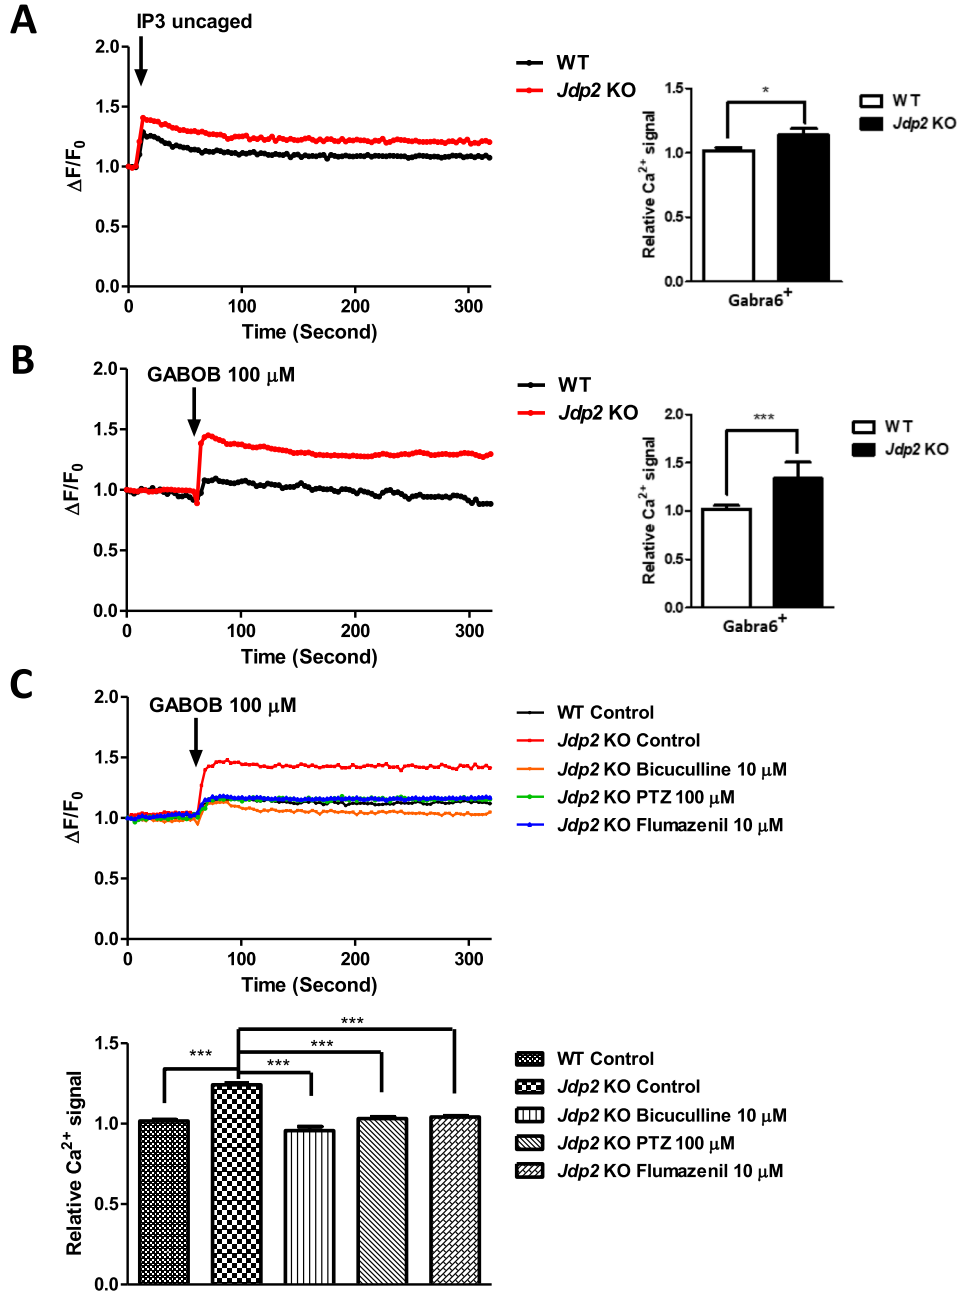 A
IP3 uncaged
2.0
1.5
1.0
0.5
0.0
ΔF/F0
0 100 200 300
Time (Second)
WT
Jdp2 KO
1.5
1.0
0.5
0.0
Relative Ca2+ signal
*
Gabra6+
WT
Jdp2 KO
B
GABOB 100 μM
2.0
1.5
1.0
0.5
0.0
ΔF/F0
0 100 200 300
Time (Second)
WT
Jdp2 KO
2.0
1.5
1.0
0.5
0.0
Relative Ca2+ signal
***
Gabra6+
WT
Jdp2 KO
C
GABOB 100 μM
2.0
1.5
1.0
0.5
0.0
ΔF/F0
0 100 200 300
Time (Second)
WT Control
Jdp2 KO Control
Jdp2 KO Bicuculline 10 μM
Jdp2 KO PTZ 100 μM
Jdp2 KO Flumazenil 10 μM
1.5
1.0
0.5
0.0
Relative Ca2+ signal
***
***
***
***
WT Control
Jdp2 KO Control
Jdp2 KO Bicuculline 10 μM
Jdp2 KO PTZ 100 μM
Jdp2 KO Flumazenil 10 μM